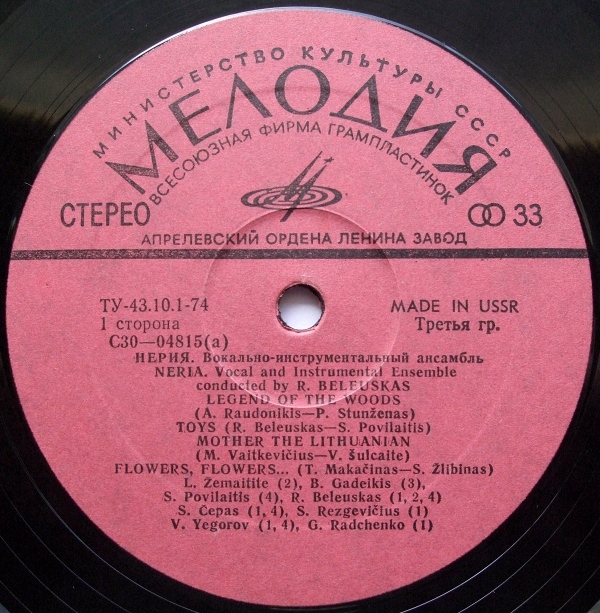 МИНИСТЕРСТВО КУЛЬТУРЫ СССР
МЕЛОДИЯ
ВСЕСОЮЗНАЯ ФИРМА ГРАМПЛАСТИНОК
СТЕРЕО
33
АПРЕЛЕВСКИЙ ОРДЕНА ЛЕНИНА ЗАВОД
ТУ-43.10.1-74
MADE IN USSR
1 сторона
Третья гр.
С30—04815(а)
НЕРИЯ. Вокально-инструментальный ансамбль
NERIA. Vocal and Instrumental Ensemble
conducted by R. BELEUSKAS
LEGEND OF THE WOODS
(A. Raudonikis—P. Stunženas)
TOYS (R. Beleuskas—S. Povilaitis)
MOTHER THE LITHUANIAN
(M. Vaitkevičius—V. Šulcaite)
FLOWERS, FLOWERS... (T. Makačinas—S. Žlibinas)
L. Žemaitite (2), B. Gadeikis (3),
S. Povilaitis (4), R. Beleuskas (1, 2, 4)
S. Čepas (1, 4), S. Rezgevičius (1)
V. Yegorov (1, 4), G. Radchenko (1)